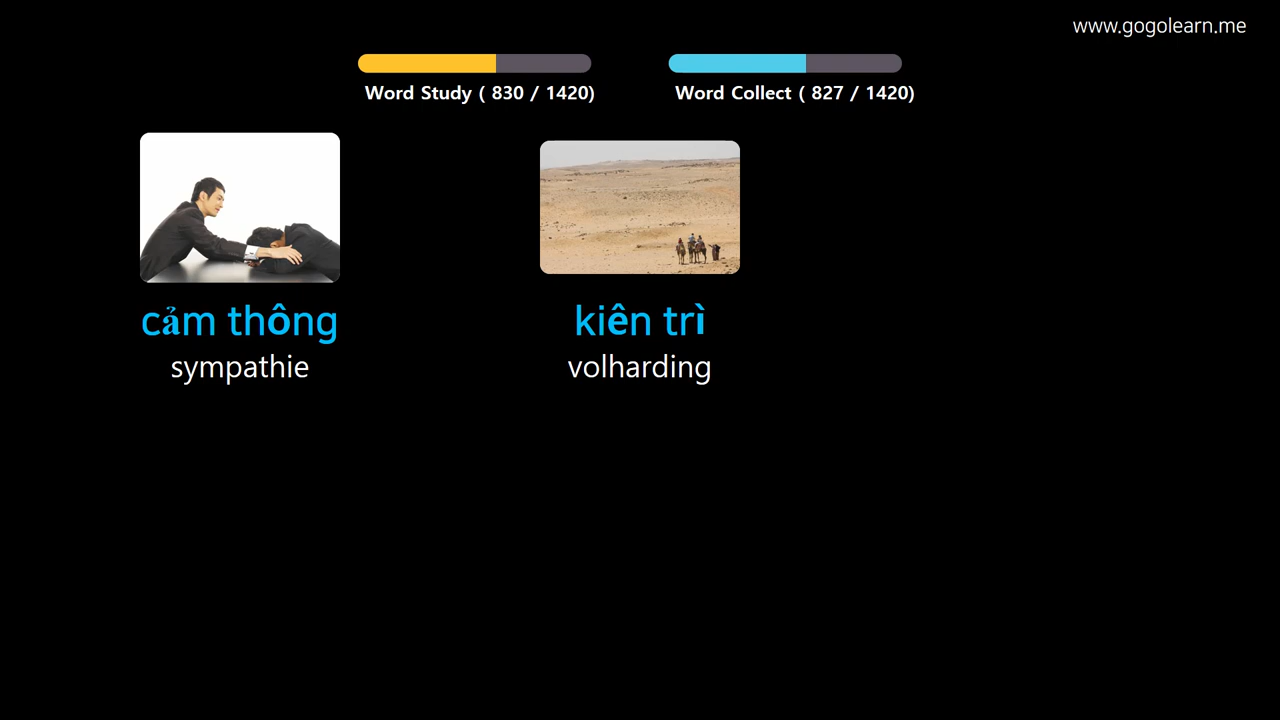 www.gogolearn.me
Word Study ( 830 / 1420)
Word Collect ( 827 / 1420)
cảm thông
sympathie
kiên trì
volharding